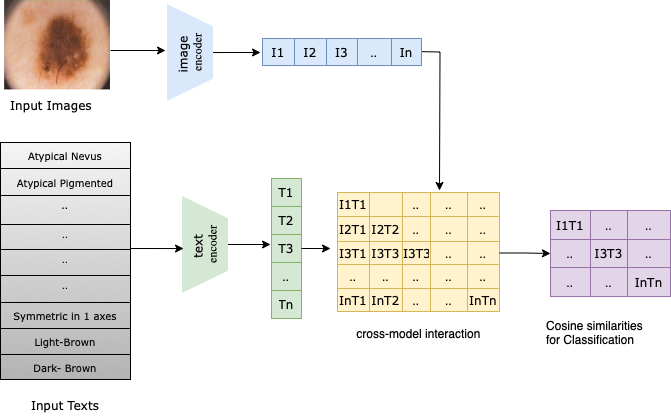 image
encoder
I1 I2 I3 .. In
Input Images
Atypical Nevus
Atypical Pigmented
..
..
..
..
Symmetric in 1 axes
Light-Brown
Dark- Brown
Input Texts
text
encoder
T1
T2
T3
..
Tn
I1T1 .. .. ..
I2T1 I2T2 .. .. ..
I3T1 I3T3 I3T3 .. ..
.. .. .. .. ..
InT1 InT2 .. .. InTn
cross-model interaction
I1T1 .. ..
.. I3T3 ..
.. .. InTn
Cosine similarities
for Classification